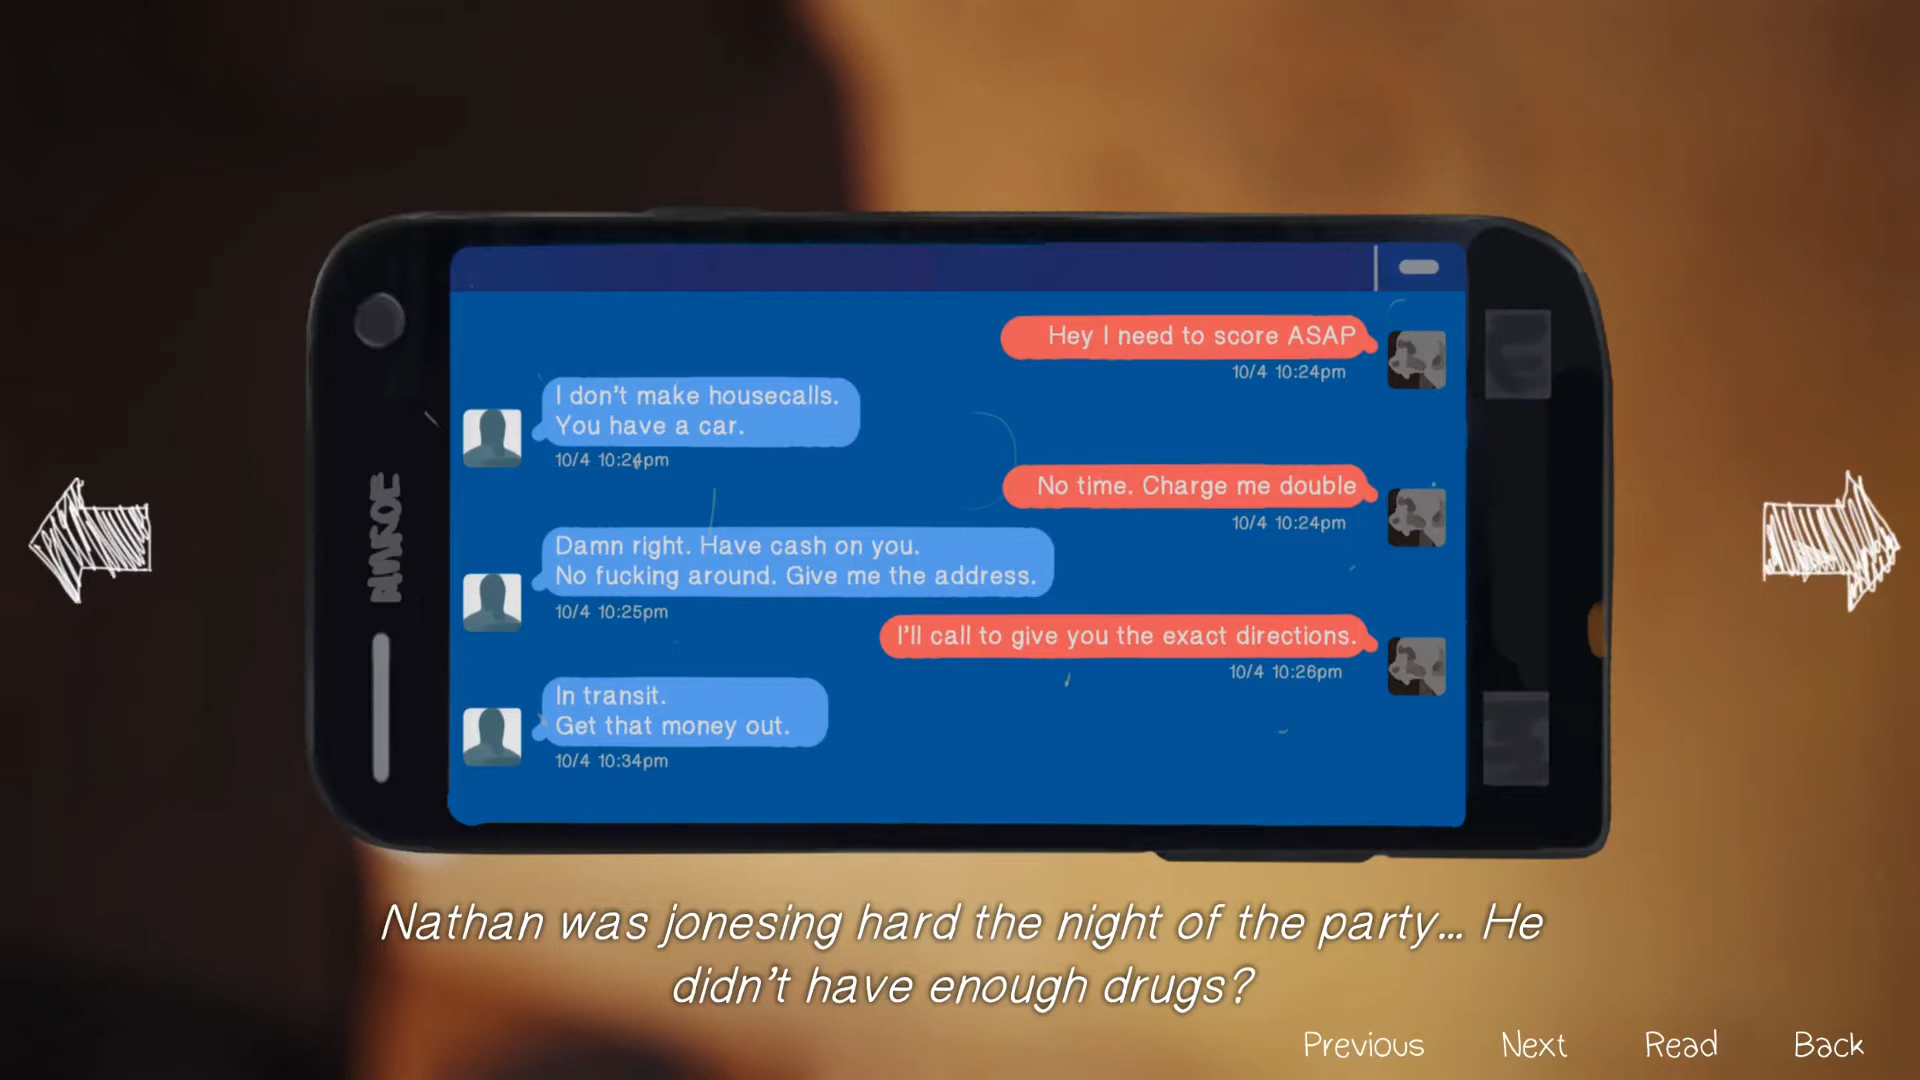 Hey I need to score ASAP
10/4 10:24pm
I don't make housecalls.
You have a car.
10/4 10:24pm
No time. Charge me double
10/4 10:24pm
Damn right. Have cash on you.
No fucking around. Give me the address.
10/4 10:25pm
I'll call to give you the exact directions.
10/4 10:26pm
In transit.
Get that money out.
10/4 10:34pm
Nathan was jonesing hard the night of the party... He
didn't have enough drugs?
Previous
Next
Read
Back